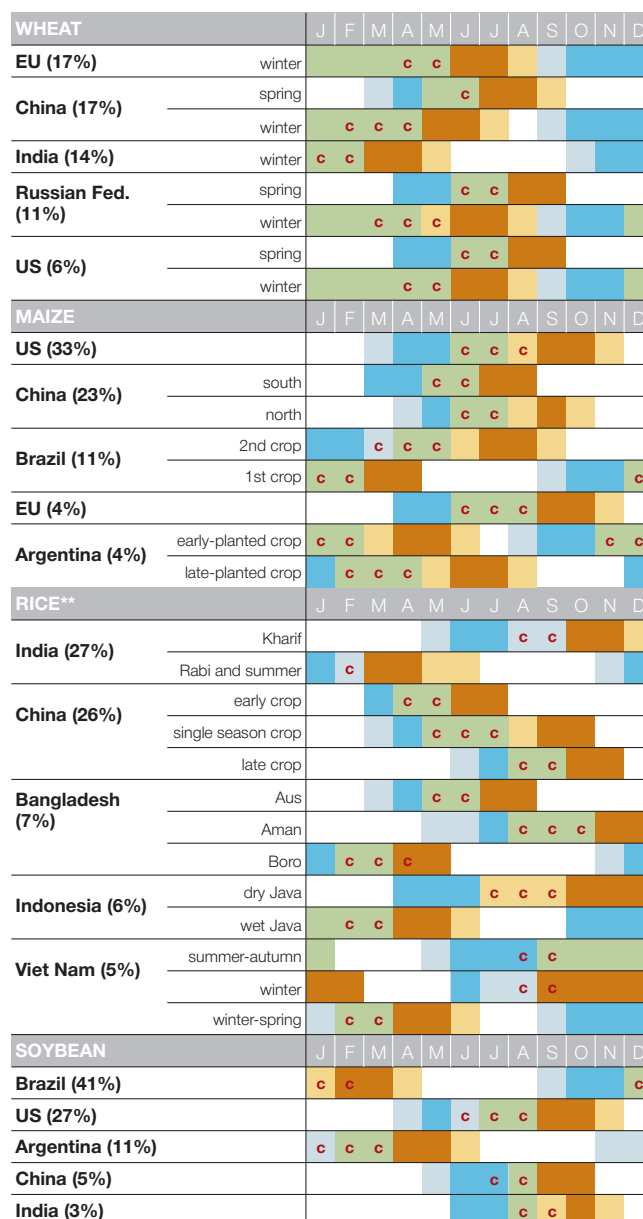 WHEAT J F M A M J J A S O N D
EU (17%) winter c c
China (17%) spring c
winter c c c
India (14%) winter c c
Russian Fed. (11%) spring c c
winter c c c
US (6%) spring c c
winter c c
MAIZE J F M A M J J A S O N D
US (33%) c c c
China (23%) south c c
north c c
Brazil (11%) 2nd crop c c c
1st crop c c c
EU (4%) c c c
Argentina (4%) early-planted crop c c c c
late-planted crop c c c
RICE** J F M A M J J A S O N D
India (27%) Kharif c c
Rabi and summer c
China (26%) early crop c c
single season crop c c c
late crop c c
Bangladesh (7%) Aus c c
Aman c c c
Boro c c c
Indonesia (6%) dry Java c c c
wet Java c c
Viet Nam (5%) summer-autumn c c
winter c c
winter-spring c c
SOYBEAN J F M A M J J A S O N D
Brazil (41%) c c c
US (27%) c c c
Argentina (11%) c c c
China (5%) c c
India (3%) c c